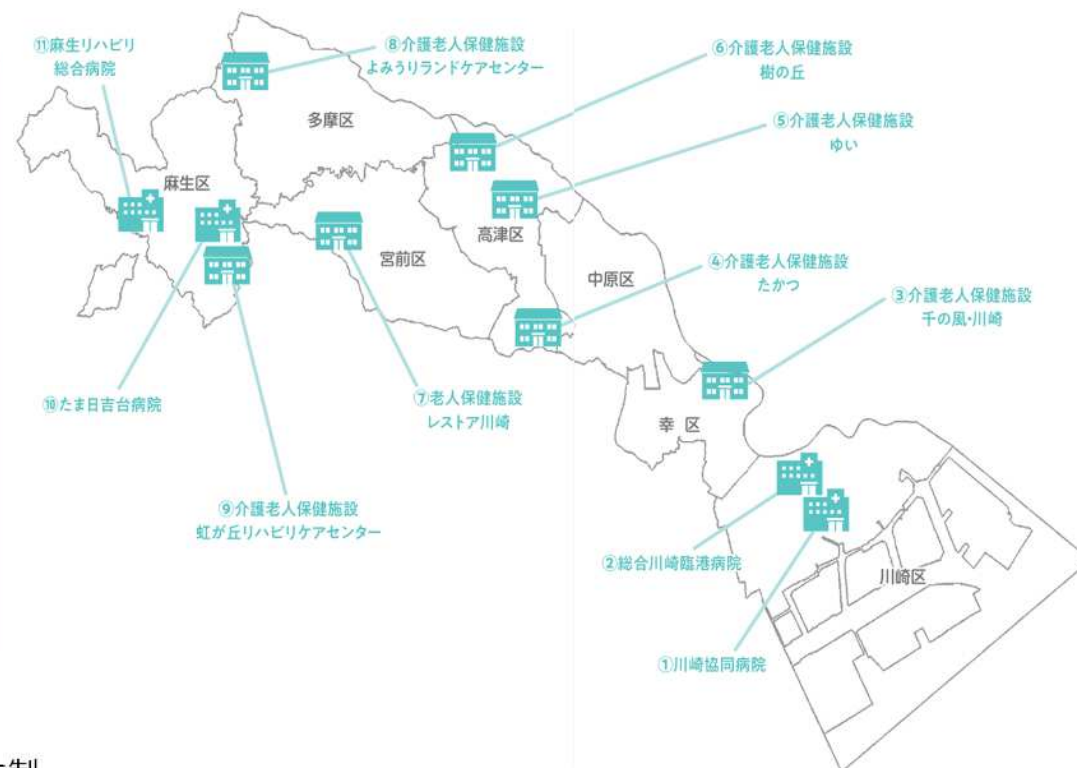 ⑪麻生リハビリ
総合病院
⑧介護老人保健施設
よみうりランドケアセンター
⑥介護老人保健施設
樹の丘
多摩区
⑤介護老人保健施設
ゆい
麻生区
高津区
宮前区
中原区
④介護老人保健施設
たかつ
③介護老人保健施設
千の風・川崎
⑩たま日吉台病院
⑦老人保健施設
レストア川崎
幸 区
⑨介護老人保健施設
虹が丘リハビリケアセンター
②総合川崎臨港病院
川崎区
①川崎協同病院